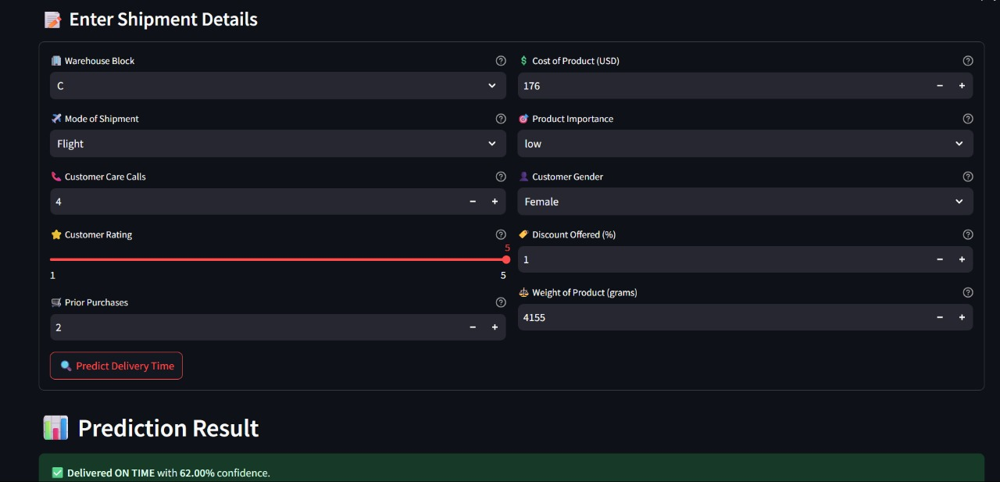 Enter Shipment Details
Warehouse Block
C
Mode of Shipment
Flight
Customer Care Calls
4
Customer Rating
5
1 5
Prior Purchases
2
Cost of Product (USD)
176
Product Importance
low
Customer Gender
Female
Discount Offered (%)
1
Weight of Product (grams)
4155
Predict Delivery Time
Prediction Result
Delivered ON TIME with 62.00% confidence.